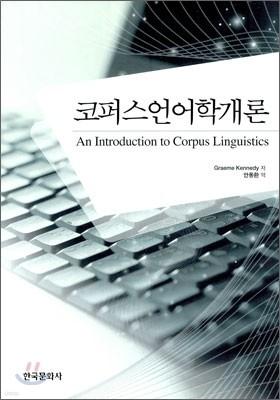 코퍼스언어학개론
An Introduction to Corpus Linguistics
Graeme Kennedy 저
안동환 역
한국문화사
yes24